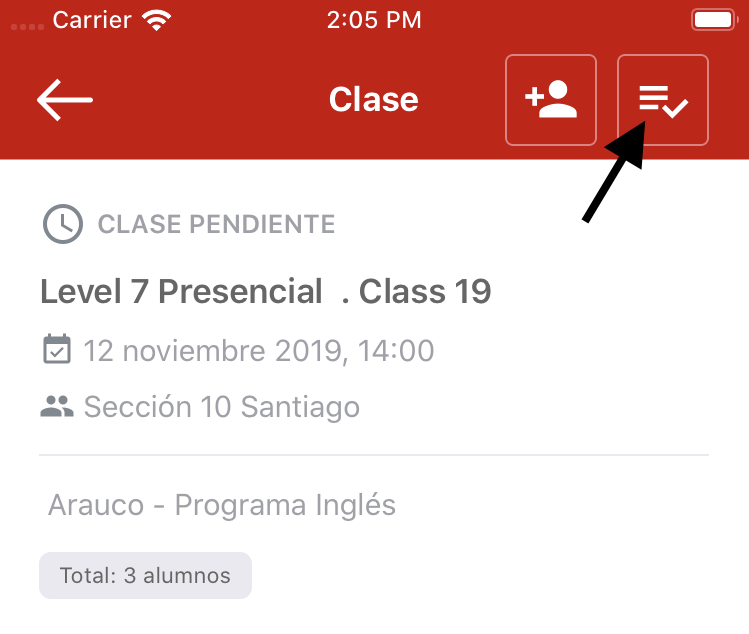 Carrier 2:05 PM
Clase
CLASE PENDIENTE
Level 7 Presencial . Class 19
12 noviembre 2019, 14:00
Sección 10 Santiago
Arauco - Programa Inglés
Total: 3 alumnos